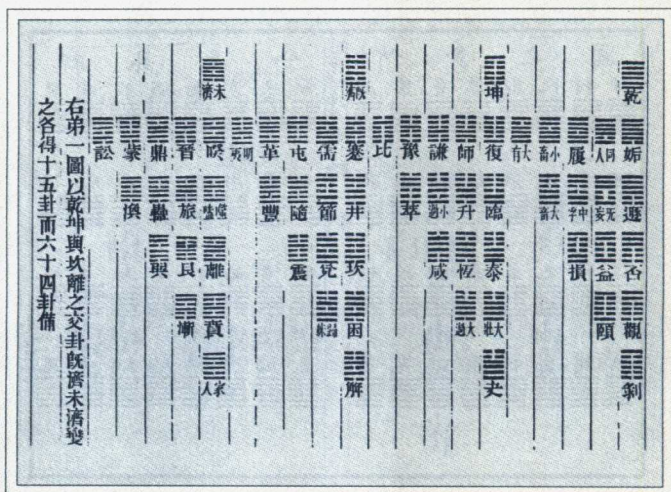 乾姤遯否觀剝
同人无妄益頤
履中孚損
小畜大畜
大有
坤復臨泰大壯夬
師升恆大過
謙小過咸
豫萃
比
既濟蹇井坎困解
需節兌歸妹
屯隨震
革豐
明夷
未濟睽噬嗑離賁家人
晉旅艮漸
鼎蠱巽
蒙渙
訟
右弟一圖以乾坤與坎離之交卦既濟未濟變
之各得十五卦而六十四卦備